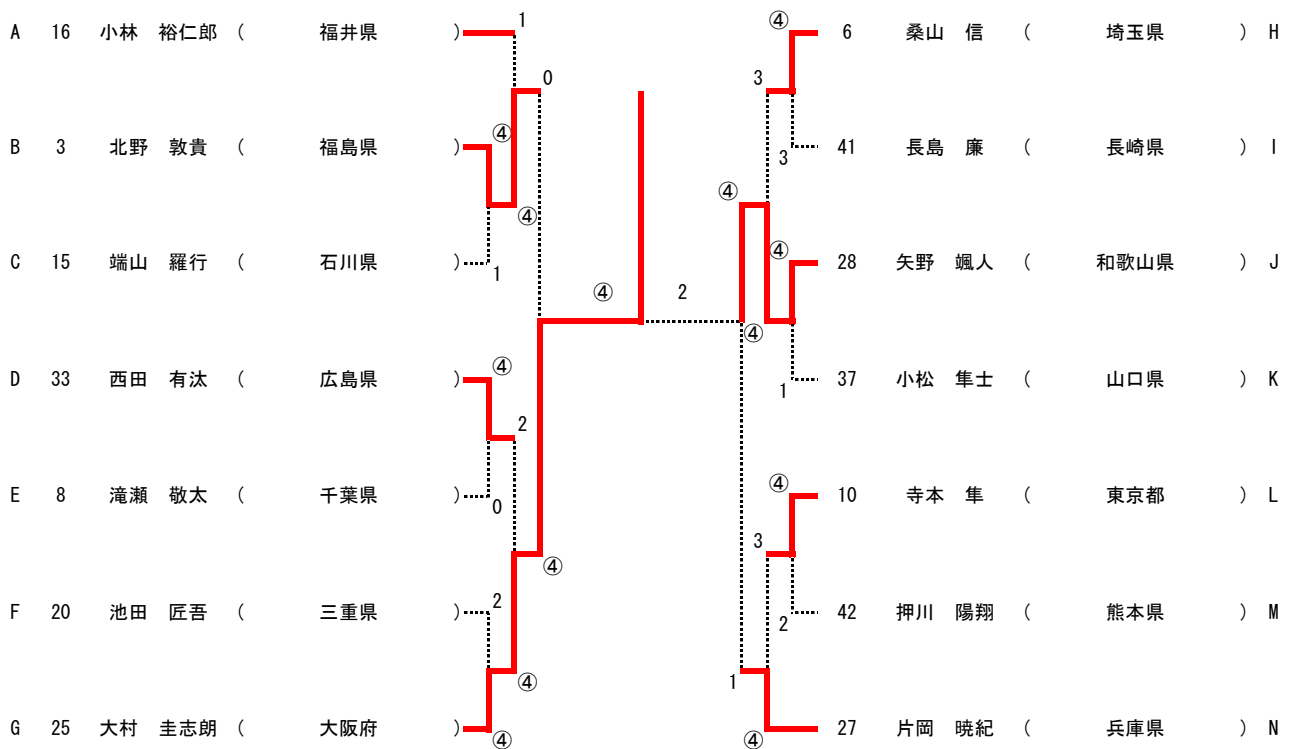 1 ④
A 16 小林 裕仁郎 ( 福井県 ) 6 桑山 信 ( 埼玉県 ) H
0 3
④
B 3 北野 敦貴 ( 福島県 ) 41 長島 廉 ( 長崎県 ) I
3
④
④ ④
C 15 端山 羅行 ( 石川県 ) 28 矢野 颯人 ( 和歌山県 ) J
1
④ 2
④
④
D 33 西田 有汰 ( 広島県 ) 37 小松 隼士 ( 山口県 ) K
1
2
④
E 8 滝瀬 敬太 ( 千葉県 ) 10 寺本 隼 ( 東京都 ) L
0
3
④
2
F 20 池田 匠吾 ( 三重県 ) 42 押川 陽翔 ( 熊本県 ) M
2
④ 1
G 25 大村 圭志朗 ( 大阪府 ) 27 片岡 暁紀 ( 兵庫県 ) N
④ ④